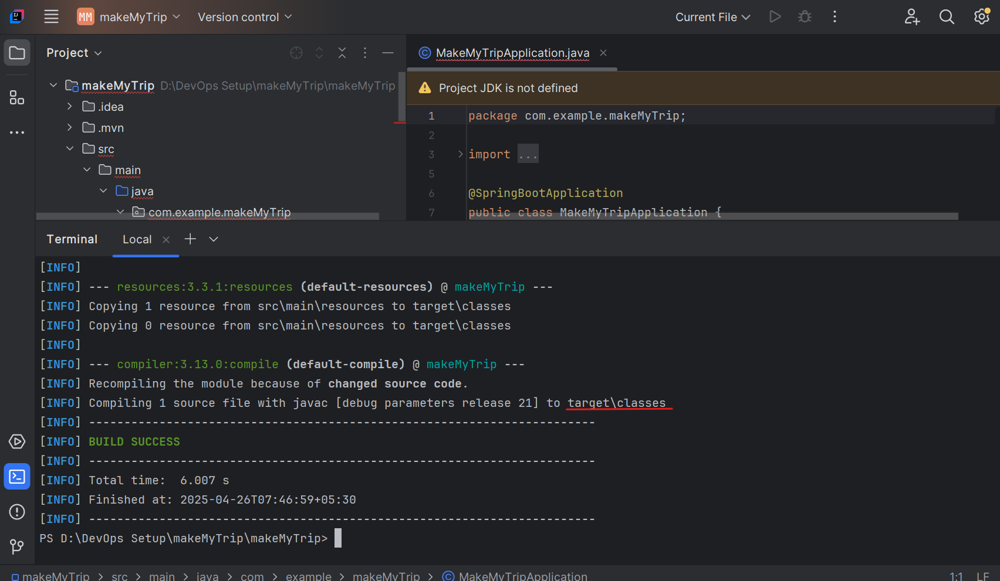 MM makeMyTrip Version control Current File
Project
MakeMyTripApplication.java
makeMyTrip D:\DevOps Setup\makeMyTrip\makeMyTrip
Project JDK is not defined
.idea
.mvn
src
main
java
com.example.makeMyTrip
1 package com.example.makeMyTrip;
2
3 import ...
5
6 @SpringBootApplication
7 public class MakeMyTripApplication {
Terminal Local
[INFO]
[INFO] --- resources:3.3.1:resources (default-resources) @ makeMyTrip ---
[INFO] Copying 1 resource from src\main\resources to target\classes
[INFO] Copying 0 resource from src\main\resources to target\classes
[INFO]
[INFO] --- compiler:3.13.0:compile (default-compile) @ makeMyTrip ---
[INFO] Recompiling the module because of changed source code.
[INFO] Compiling 1 source file with javac [debug parameters release 21] to target\classes
[INFO] ------------------------------------------------------------------------
[INFO] BUILD SUCCESS
[INFO] ------------------------------------------------------------------------
[INFO] Total time:  6.007 s
[INFO] Finished at: 2025-04-26T07:46:59+05:30
[INFO] ------------------------------------------------------------------------
PS D:\DevOps Setup\makeMyTrip\makeMyTrip>
makeMyTrip > src > main > java > com > example > makeMyTrip > MakeMyTripApplication 1:1 LF